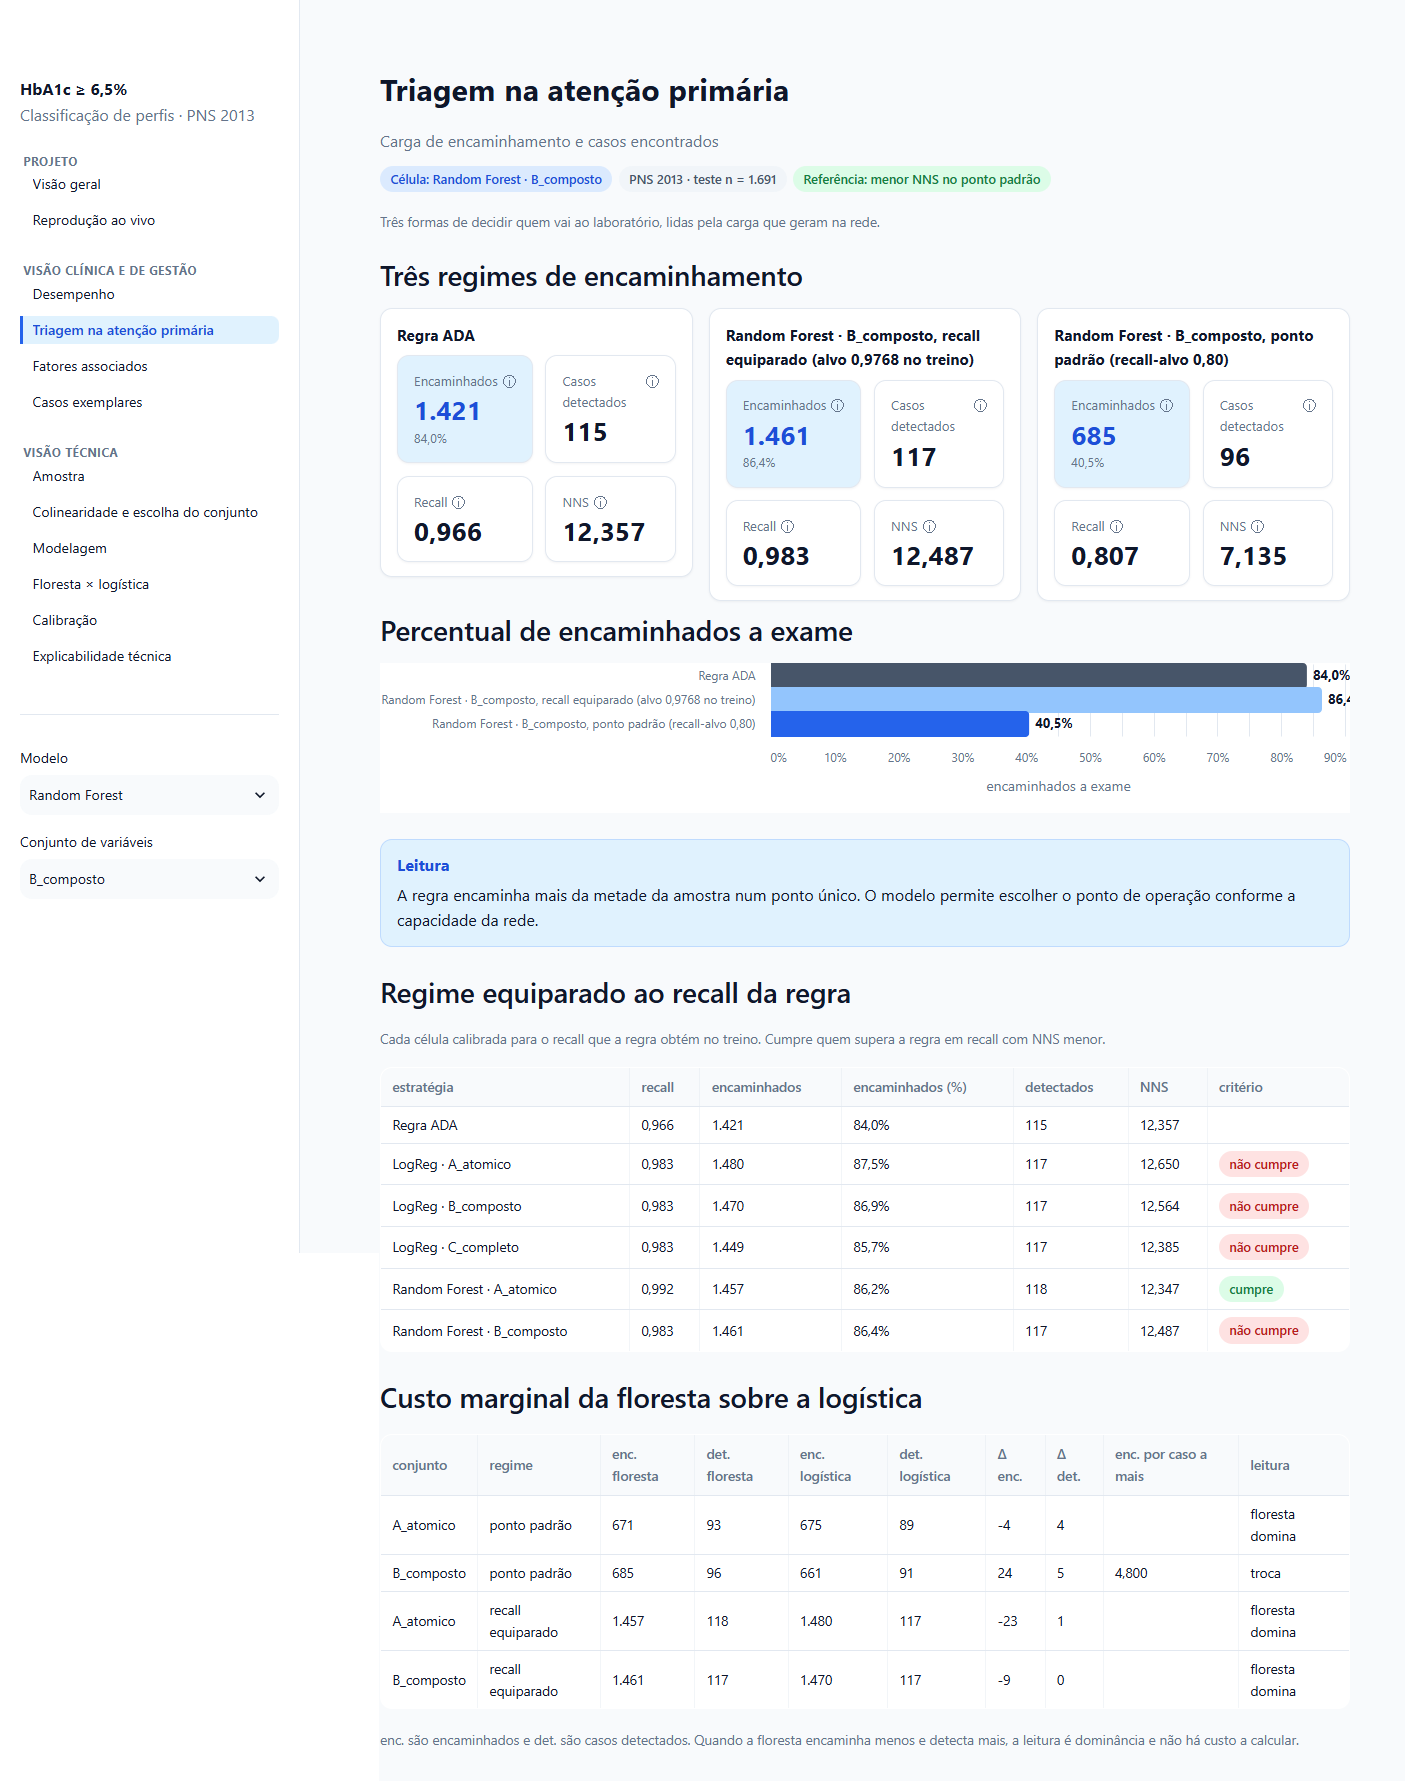 HbA1c ≥ 6,5%
Classificação de perfis · PNS 2013
PROJETO
Visão geral
Reprodução ao vivo
VISÃO CLÍNICA E DE GESTÃO
Desempenho
Triagem na atenção primária
Fatores associados
Casos exemplares
VISÃO TÉCNICA
Amostra
Colinearidade e escolha do conjunto
Modelagem
Floresta × logística
Calibração
Explicabilidade técnica
Modelo
Random Forest
Conjunto de variáveis
B_composto
Triagem na atenção primária
Carga de encaminhamento e casos encontrados
Célula: Random Forest · B_composto
PNS 2013 · teste n = 1.691
Referência: menor NNS no ponto padrão
Três formas de decidir quem vai ao laboratório, lidas pela carga que geram na rede.
Três regimes de encaminhamento
Regra ADA
Encaminhados
1.421
84,0%
Casos
detectados
115
Recall
0,966
NNS
12,357
Random Forest · B_composto, recall
equiparado (alvo 0,9768 no treino)
Encaminhados
1.461
86,4%
Casos
detectados
117
Recall
0,983
NNS
12,487
Random Forest · B_composto, ponto
padrão (recall-alvo 0,80)
Encaminhados
685
40,5%
Casos
detectados
96
Recall
0,807
NNS
7,135
Percentual de encaminhados a exame
Regra ADA 84,0%
Random Forest · B_composto, recall equiparado (alvo 0,9768 no treino) 86,4
Random Forest · B_composto, ponto padrão (recall-alvo 0,80) 40,5%
0% 10% 20% 30% 40% 50% 60% 70% 80% 90%
encaminhados a exame
Leitura
A regra encaminha mais da metade da amostra num ponto único. O modelo permite escolher o ponto de operação conforme a
capacidade da rede.
Regime equiparado ao recall da regra
Cada célula calibrada para o recall que a regra obtém no treino. Cumpre quem supera a regra em recall com NNS menor.
estratégia recall encaminhados encaminhados (%) detectados NNS critério
Regra ADA 0,966 1.421 84,0% 115 12,357
LogReg · A_atomico 0,983 1.480 87,5% 117 12,650 não cumpre
LogReg · B_composto 0,983 1.470 86,9% 117 12,564 não cumpre
LogReg · C_completo 0,983 1.449 85,7% 117 12,385 não cumpre
Random Forest · A_atomico 0,992 1.457 86,2% 118 12,347 cumpre
Random Forest · B_composto 0,983 1.461 86,4% 117 12,487 não cumpre
Custo marginal da floresta sobre a logística
conjunto regime enc. floresta det. floresta enc. logística det. logística Δ enc. Δ det. enc. por caso a mais leitura
A_atomico ponto padrão 671 93 675 89 -4 4 floresta domina
B_composto ponto padrão 685 96 661 91 24 5 4,800 troca
A_atomico recall equiparado 1.457 118 1.480 117 -23 1 floresta domina
B_composto recall equiparado 1.461 117 1.470 117 -9 0 floresta domina
enc. são encaminhados e det. são casos detectados. Quando a floresta encaminha menos e detecta mais, a leitura é dominância e não há custo a calcular.